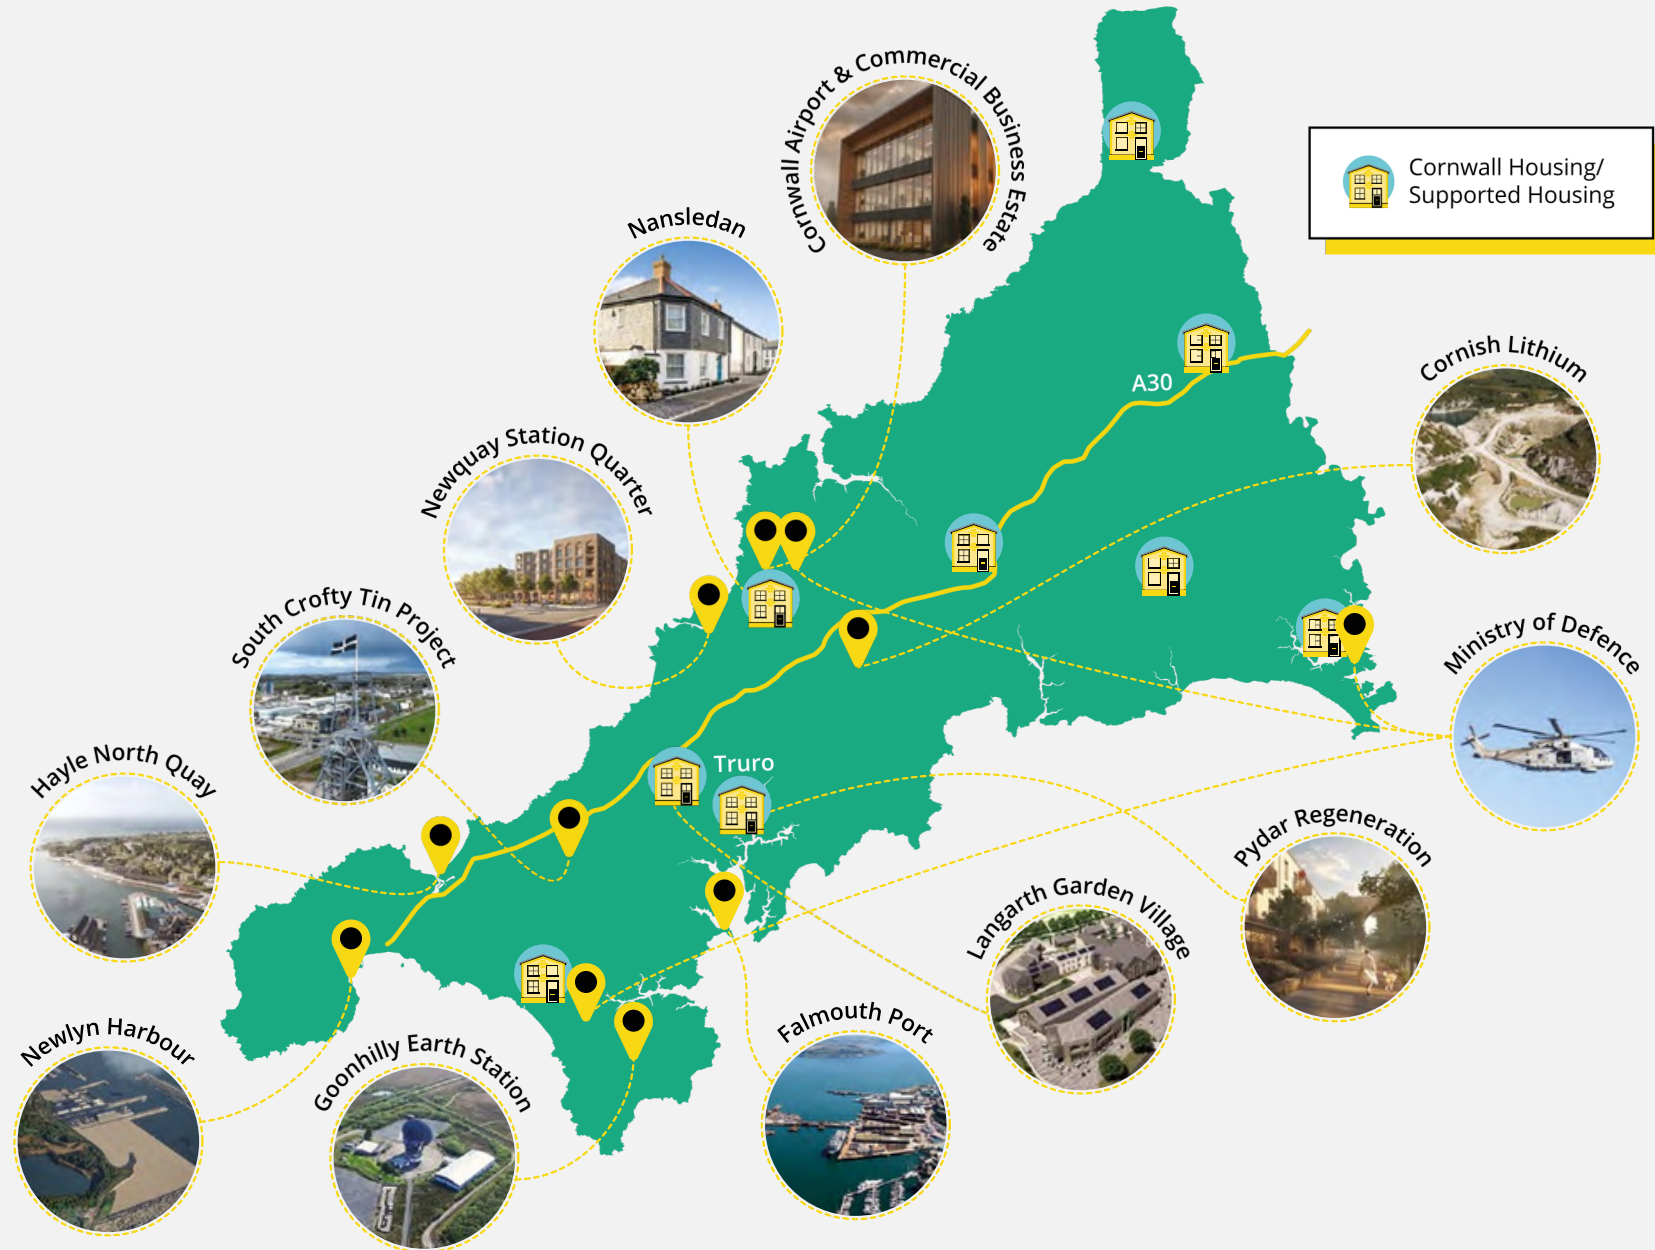 Cornwall Airport & Commercial Business Estate
Nansledan
Cornwall Housing/
Supported Housing
Newquay Station Quarter
A30
Cornish Lithium
South Crofty Tin Project
Ministry of Defence
Hayle North Quay
Truro
Pydar Regeneration
Langarth Garden Village
Newlyn Harbour
Goonhilly Earth Station
Falmouth Port